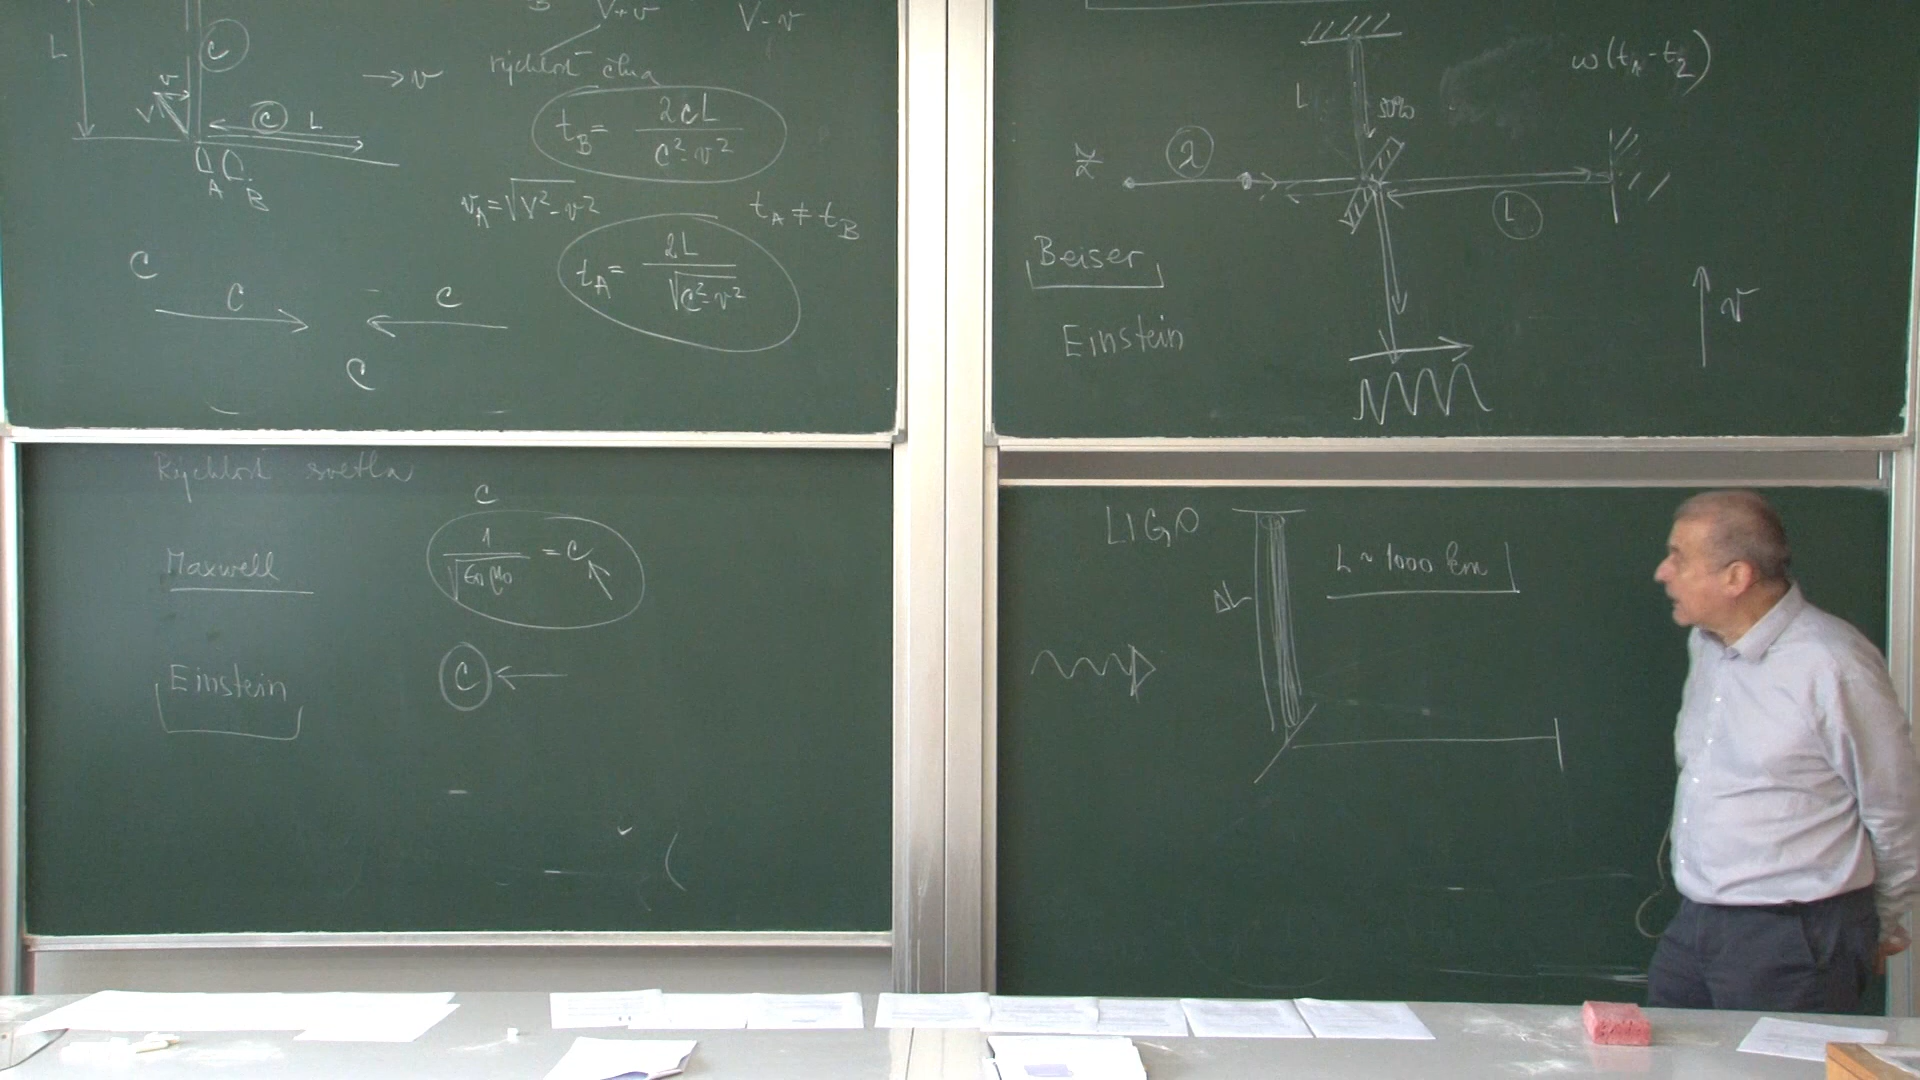 B V+v V-v
L
C
v
V
→ v
rýchlosť člna
t_B = 2cL / (c² - v²)
C L
A B
v_A = √(V² - v²)
t_A ≠ t_B
t_A = 2L / √(c² - v²)
C
C C
C
L
50%
ω(t_1 - t_2)
λ
L
Beiser
v
Einstein
Rýchlosť svetla
C
Maxwell
1 / √(ε₀μ₀) = C
Einstein
C
LIGO
L ~ 1000 km
ΔL